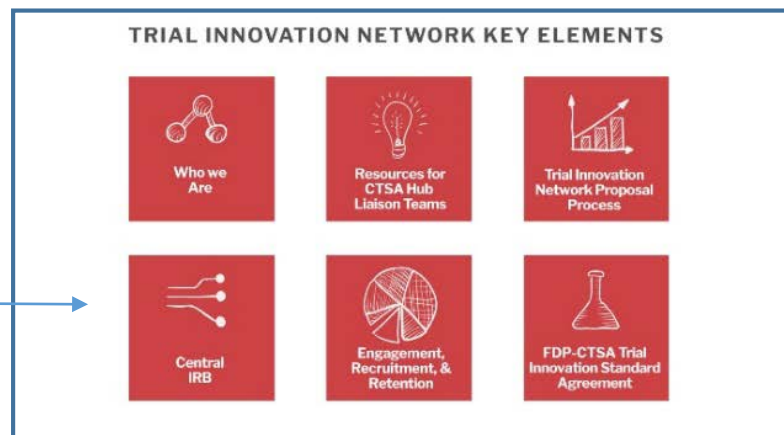 TRIAL INNOVATION NETWORK KEY ELEMENTS
Who we
Are
Resources for
CTSA Hub
Liaison Teams
Trial Innovation
Network Proposal
Process
Central
IRB
Engagement,
Recruitment, &
Retention
FDP-CTSA Trial
Innovation Standard
Agreement